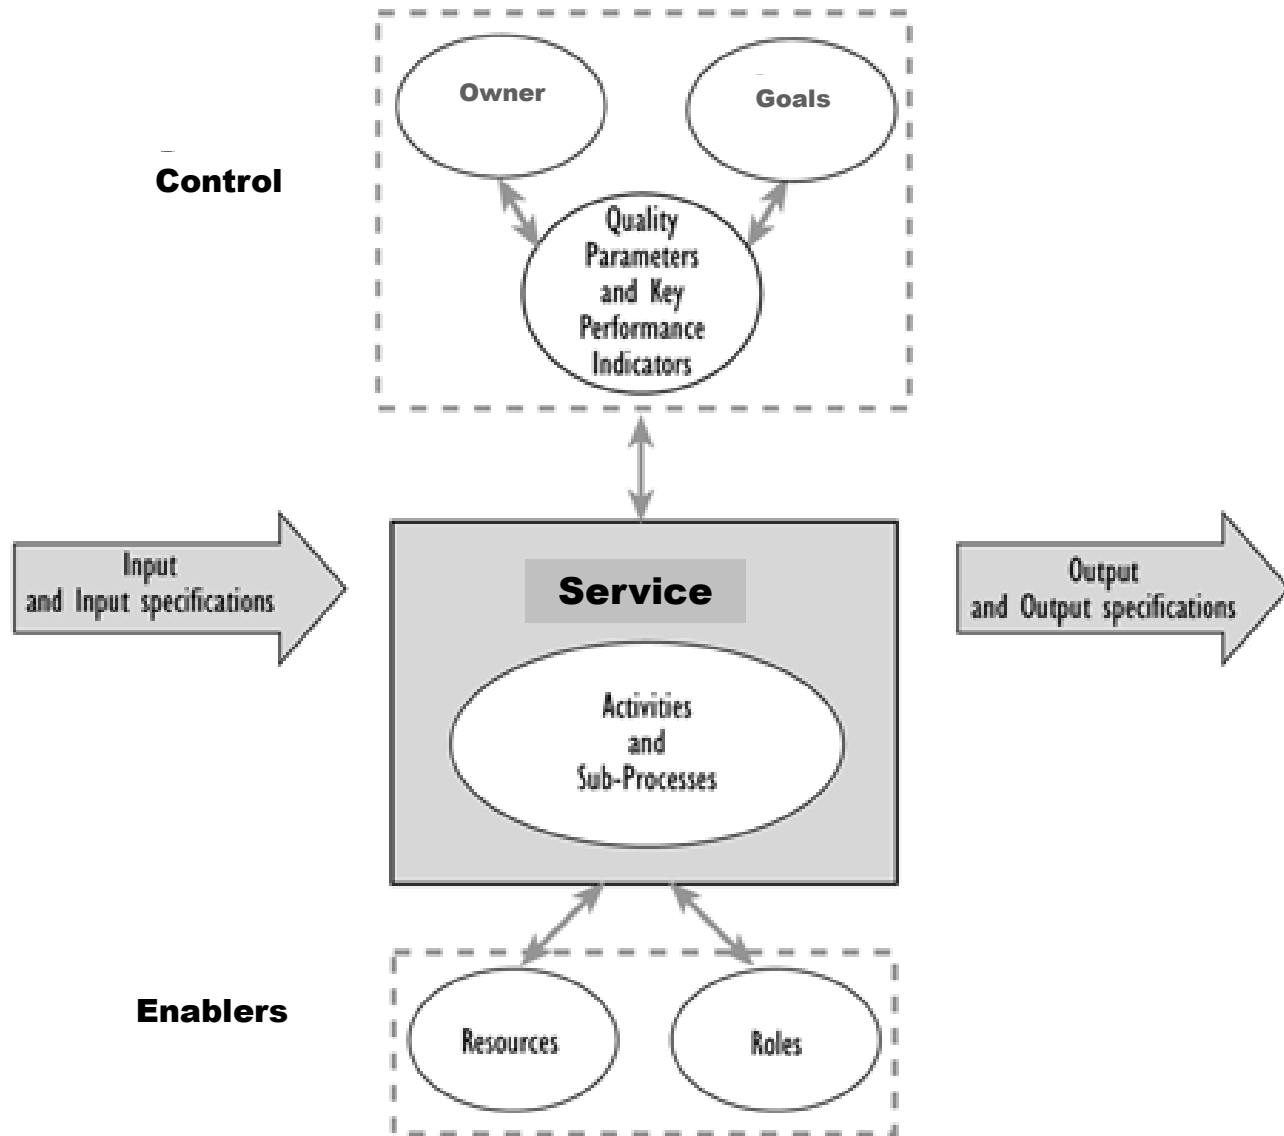 Owner
Goals
Control
Quality
Parameters
and Key
Performance
Indicators
Input
and Input specifications
Service
Output
and Output specifications
Activities
and
Sub-Processes
Enablers
Resources
Roles